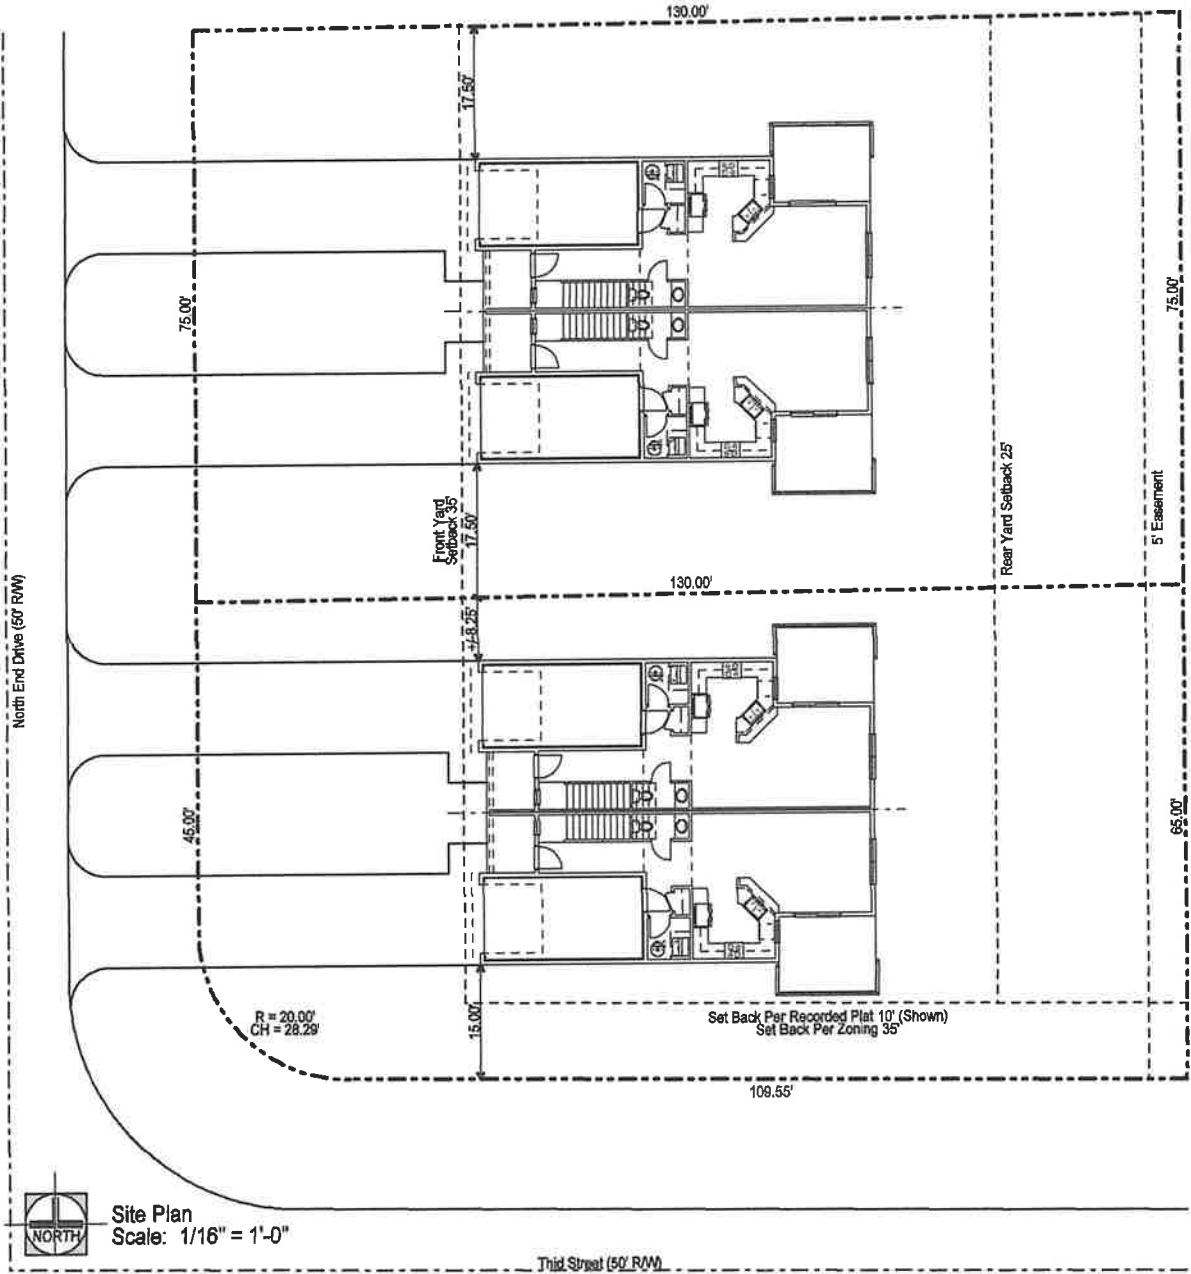 130.00'
17.50'
75.00'
75.00'
Front Yard
Setback 35'
17.50'
Rear Yard Setback 25'
5' Easement
130.00'
+/-8.25'
North End Drive (50' R/W)
45.00'
65.00'
R = 20.00'
CH = 28.29'
15.00'
Set Back Per Recorded Plat 10' (Shown)
Set Back Per Zoning 35'
109.55'
NORTH
Site Plan
Scale: 1/16" = 1'-0"
Thid Street (50' R/W)